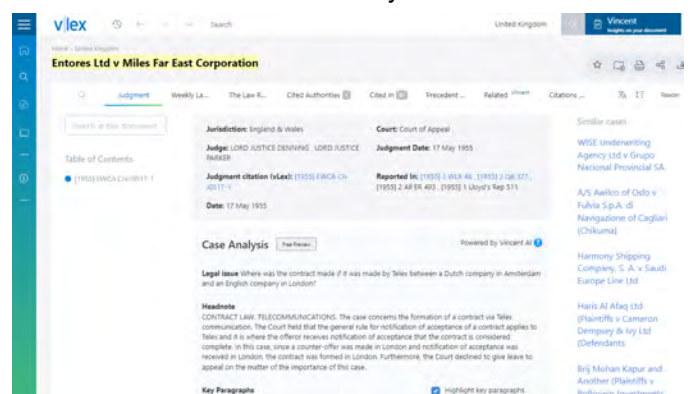 vlex
Search
United Kingdom
Vincent
Insights on your document
Home / United Kingdom
Entores Ltd v Miles Far East Corporation
Judgment
Weekly La...
The Law R...
Cited Authorities
Cited in
Precedent ...
Related Vincent
Citations ...
Search in this document
Table of Contents
Jurisdiction: England & Wales
Court: Court of Appeal
Judge: LORD JUSTICE DENNING . LORD JUSTICE
PARKER
Judgment Date: 17 May 1955
Judgment citation (vLex): [1955] EWCA Civ
J0517-1
Reported In: [1955] 3 WLR 48 , [1955] 2 QB 327 ,
[1955] 2 All ER 493 , [1955] 1 Lloyd's Rep 511
Date: 17 May 1955
Case Analysis
Free Preview
Powered by Vincent AI
Legal issue Where was the contract made if it was made by Telex between a Dutch company in Amsterdam
and an English company in London?
Headnote
CONTRACT LAW. TELECOMMUNICATIONS. The case concerns the formation of a contract via Telex
communication. The Court held that the general rule for notification of acceptance of a contract applies to
Telex and it is where the offeror receives notification of acceptance that the contract is considered
complete. In this case, since a counter-offer was made in London and notification of acceptance was
received in London, the contract was formed in London. Furthermore, the Court declined to give leave to
appeal on the matter of the importance of this case.
Key Paragraphs
Highlight key paragraphs
Similar cases
WISE Underwriting
Agency Ltd v Grupo
Nacional Provincial SA
A/S Awilco of Oslo v
Fulvia S.p.A. di
Navigazione of Cagliari
(Chikuma)
Harmony Shipping
Company, S. A. v Saudi
Europe Line Ltd
Haris Al Afaq Ltd
(Plaintiffs v Cameron
Dempsey & Ivy Ltd
(Defendants
Brij Mohan Kapur and
Another (Plaintiffs v